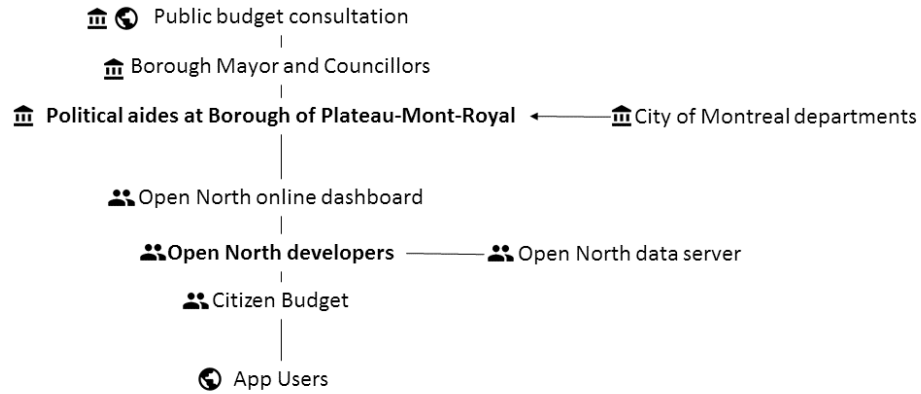 Public budget consultation
Borough Mayor and Councillors
Political aides at Borough of Plateau-Mont-Royal
City of Montreal departments
Open North online dashboard
Open North developers
Open North data server
Citizen Budget
App Users